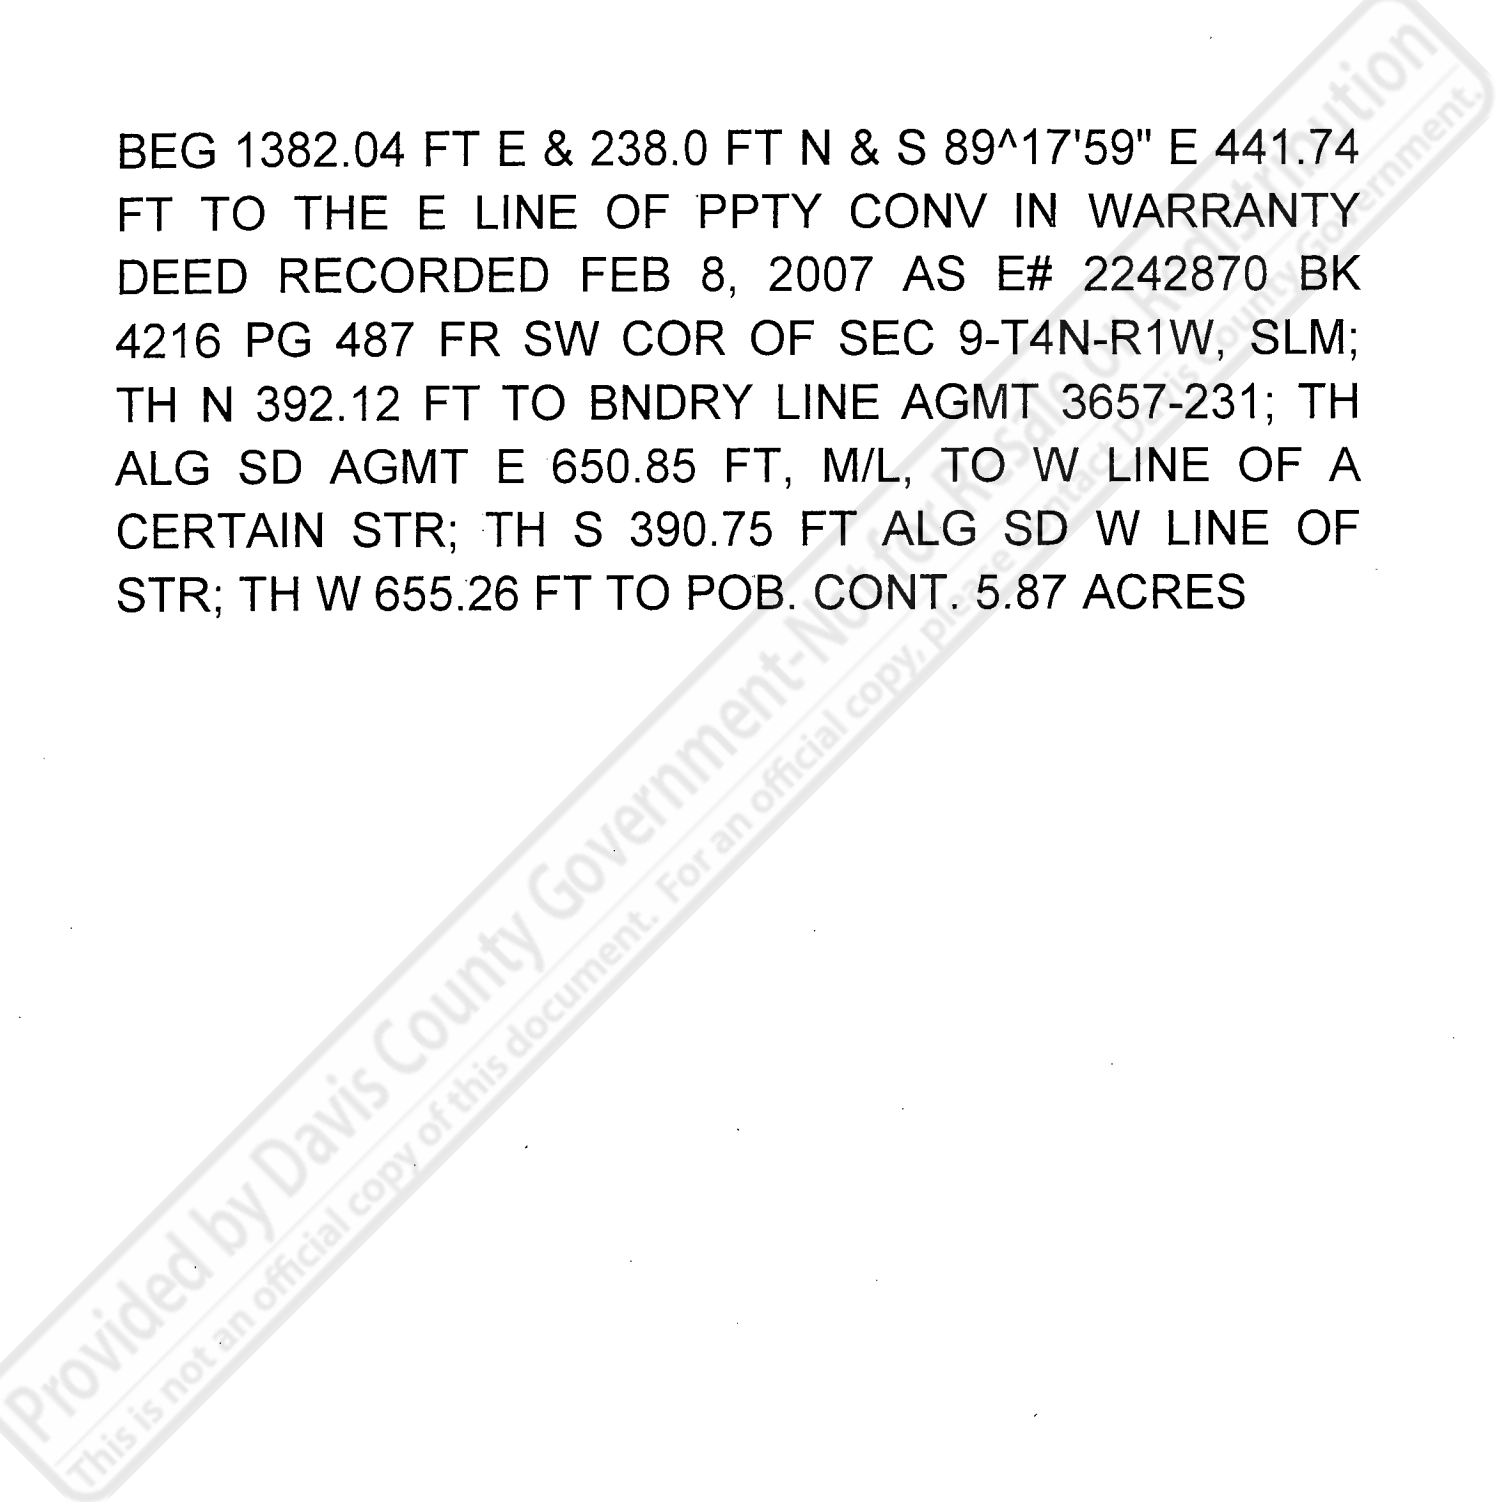 BEG 1382.04 FT E & 238.0 FT N & S 89^17'59" E 441.74
FT TO THE E LINE OF PPTY CONV IN WARRANTY
DEED RECORDED FEB 8, 2007 AS E# 2242870 BK
4216 PG 487 FR SW COR OF SEC 9-T4N-R1W, SLM;
TH N 392.12 FT TO BNDRY LINE AGMT 3657-231; TH
ALG SD AGMT E 650.85 FT, M/L, TO W LINE OF A
CERTAIN STR; TH S 390.75 FT ALG SD W LINE OF
STR; TH W 655.26 FT TO POB. CONT. 5.87 ACRES
Provided by Davis County Government-Not for Resale or Redistribution
This is not an official copy of this document. For an official copy, please contact Davis County Government.